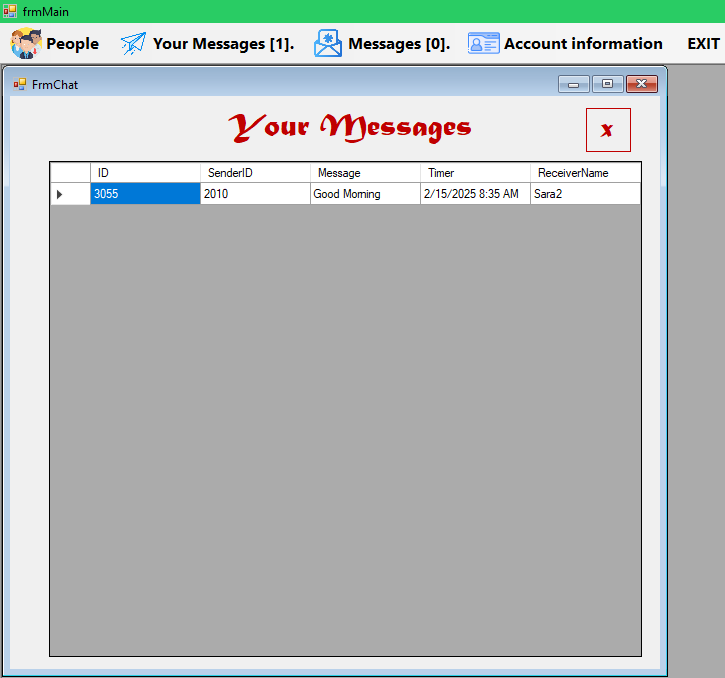 frmMain
People Your Messages [1]. Messages [0]. Account information EXIT
FrmChat
Your Messages
x
ID SenderID Message Timer ReceiverName
3055 2010 Good Morning 2/15/2025 8:35 AM Sara2